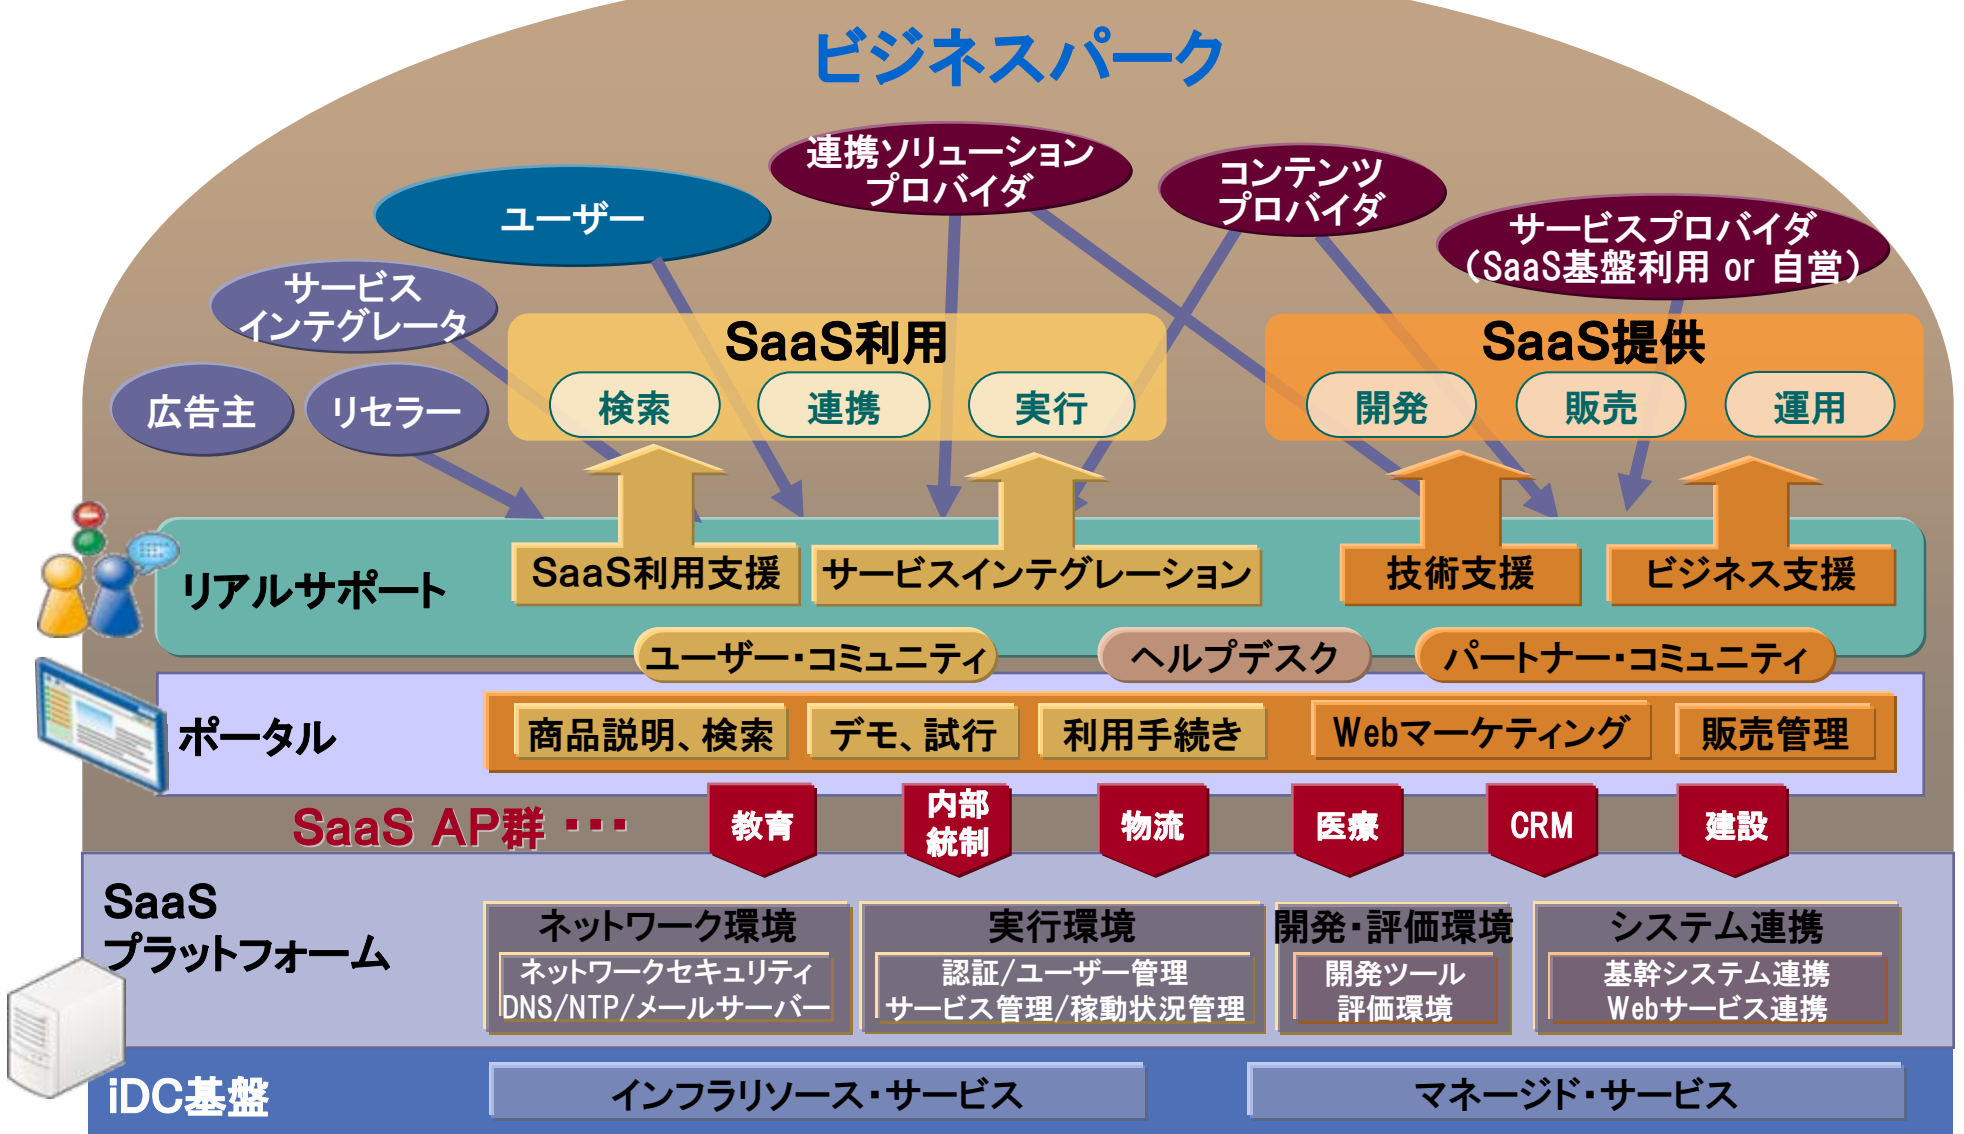 ビジネスパーク
連携ソリューション
プロバイダ
コンテンツ
プロバイダ
ユーザー
サービスプロバイダ
（SaaS基盤利用 or 自営）
サービス
インテグレータ
広告主
リセラー
SaaS利用
検索
連携
実行
SaaS提供
開発
販売
運用
リアルサポート
SaaS利用支援
サービスインテグレーション
技術支援
ビジネス支援
ユーザー・コミュニティ
ヘルプデスク
パートナー・コミュニティ
ポータル
商品説明、検索
デモ、試行
利用手続き
Webマーケティング
販売管理
SaaS AP群 ・・・
教育
内部
統制
物流
医療
CRM
建設
SaaS
プラットフォーム
ネットワーク環境
ネットワークセキュリティ
DNS/NTP/メールサーバー
実行環境
認証/ユーザー管理
サービス管理/稼動状況管理
開発・評価環境
開発ツール
評価環境
システム連携
基幹システム連携
Webサービス連携
iDC基盤
インフラリソース・サービス
マネージド・サービス